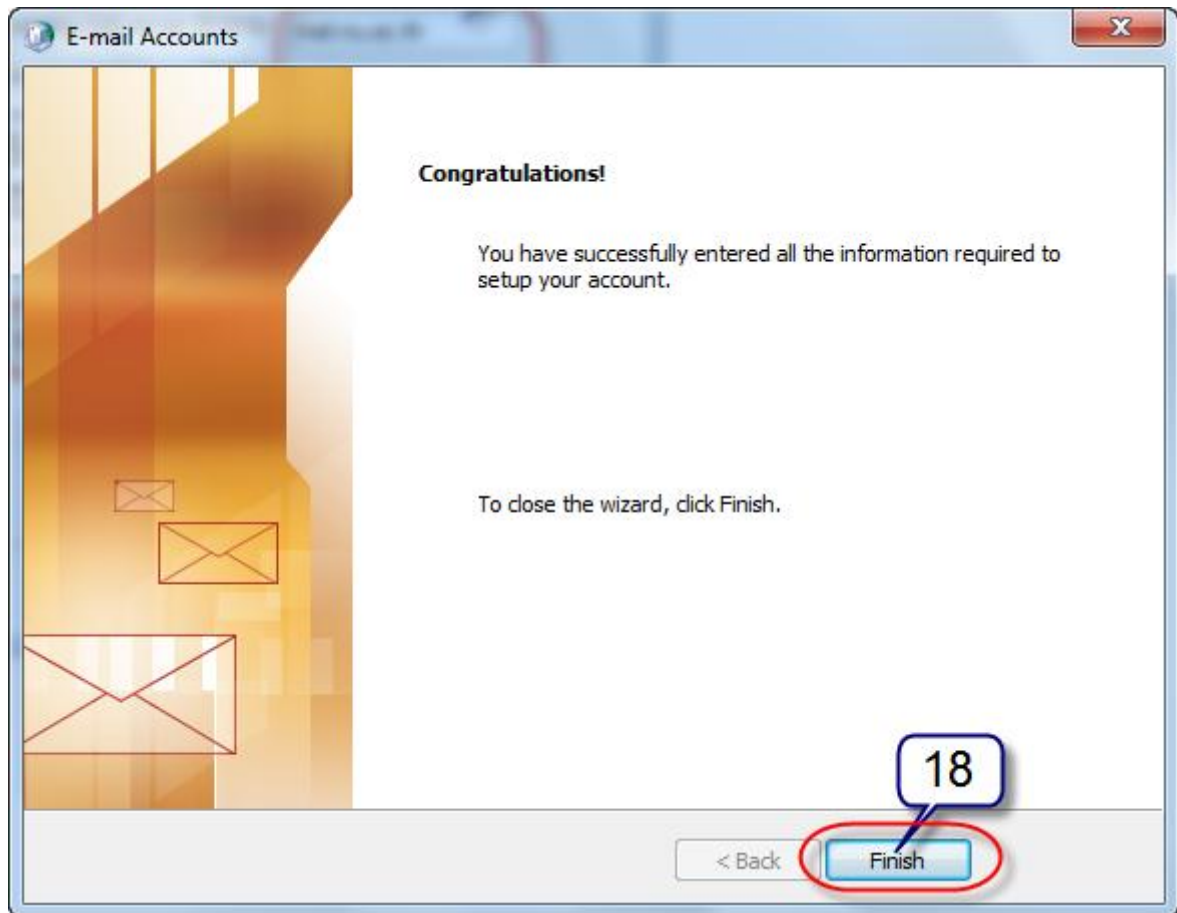 E-mail Accounts
Congratulations!
You have successfully entered all the information required to
setup your account.
To close the wizard, click Finish.
18
< Back
Finish